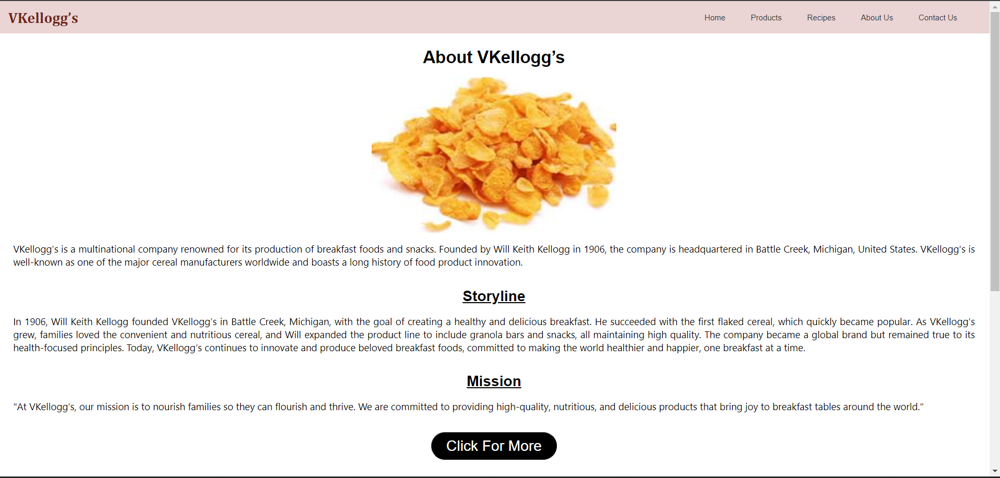 VKellogg’s
Home Products Recipes About Us Contact Us
About VKellogg’s
VKellogg’s is a multinational company renowned for its production of breakfast foods and snacks. Founded by Will Keith Kellogg in 1906, the company is headquartered in Battle Creek, Michigan, United States. VKellogg's is
well-known as one of the major cereal manufacturers worldwide and boasts a long history of food product innovation.
Storyline
In 1906, Will Keith Kellogg founded VKellogg’s in Battle Creek, Michigan, with the goal of creating a healthy and delicious breakfast. He succeeded with the first flaked cereal, which quickly became popular. As VKellogg’s
grew, families loved the convenient and nutritious cereal, and Will expanded the product line to include granola bars and snacks, all maintaining high quality. The company became a global brand but remained true to its
health-focused principles. Today, VKellogg’s continues to innovate and produce beloved breakfast foods, committed to making the world healthier and happier, one breakfast at a time.
Mission
"At VKellogg’s, our mission is to nourish families so they can flourish and thrive. We are committed to providing high-quality, nutritious, and delicious products that bring joy to breakfast tables around the world."
Click For More